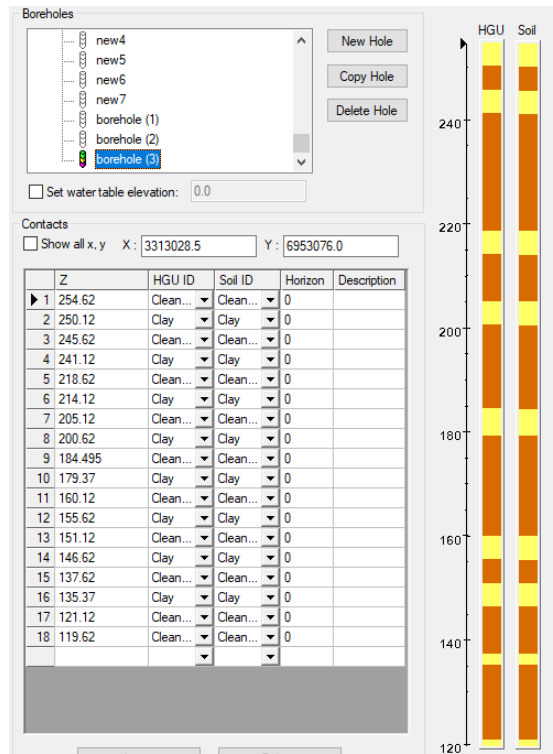 Boreholes
new4
new5
new6
new7
borehole (1)
borehole (2)
borehole (3)
New Hole
Copy Hole
Delete Hole
Set water table elevation: 0.0
Contacts
Show all x, y X : 3313028.5 Y : 6953076.0
Z HGU ID Soil ID Horizon Description
1 254.62 Clean... Clean... 0
2 250.12 Clay Clay 0
3 245.62 Clean... Clean... 0
4 241.12 Clay Clay 0
5 218.62 Clean... Clean... 0
6 214.12 Clay Clay 0
7 205.12 Clean... Clean... 0
8 200.62 Clay Clay 0
9 184.495 Clean... Clean... 0
10 179.37 Clay Clay 0
11 160.12 Clean... Clean... 0
12 155.62 Clay Clay 0
13 151.12 Clean... Clean... 0
14 146.62 Clay Clay 0
15 137.62 Clean... Clean... 0
16 135.37 Clay Clay 0
17 121.12 Clean... Clean... 0
18 119.62 Clean... Clean... 0
HGU Soil
240
220
200
180
160
140
120